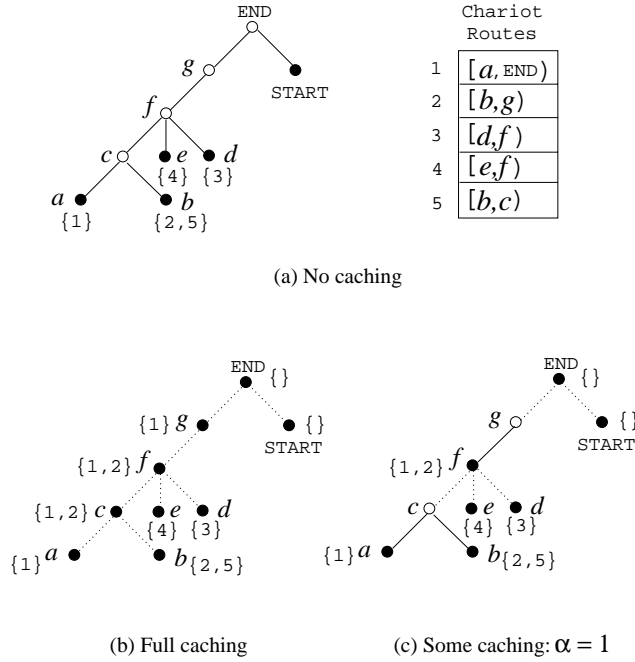 END
Chariot
Routes
g
START
1 [a, END)
2 [b,g)
3 [d,f)
4 [e,f)
5 [b,c)
f
c
e
d
{4}
{3}
a
b
{1}
{2,5}
(a) No caching
END {}
{1} g
{}
START
{1,2} f
{1,2} c
e
d
{4}
{3}
{1} a
b {2,5}
(b) Full caching
END {}
g
{}
START
{1,2} f
c
e
d
{4}
{3}
{1} a
b {2,5}
(c) Some caching: α = 1